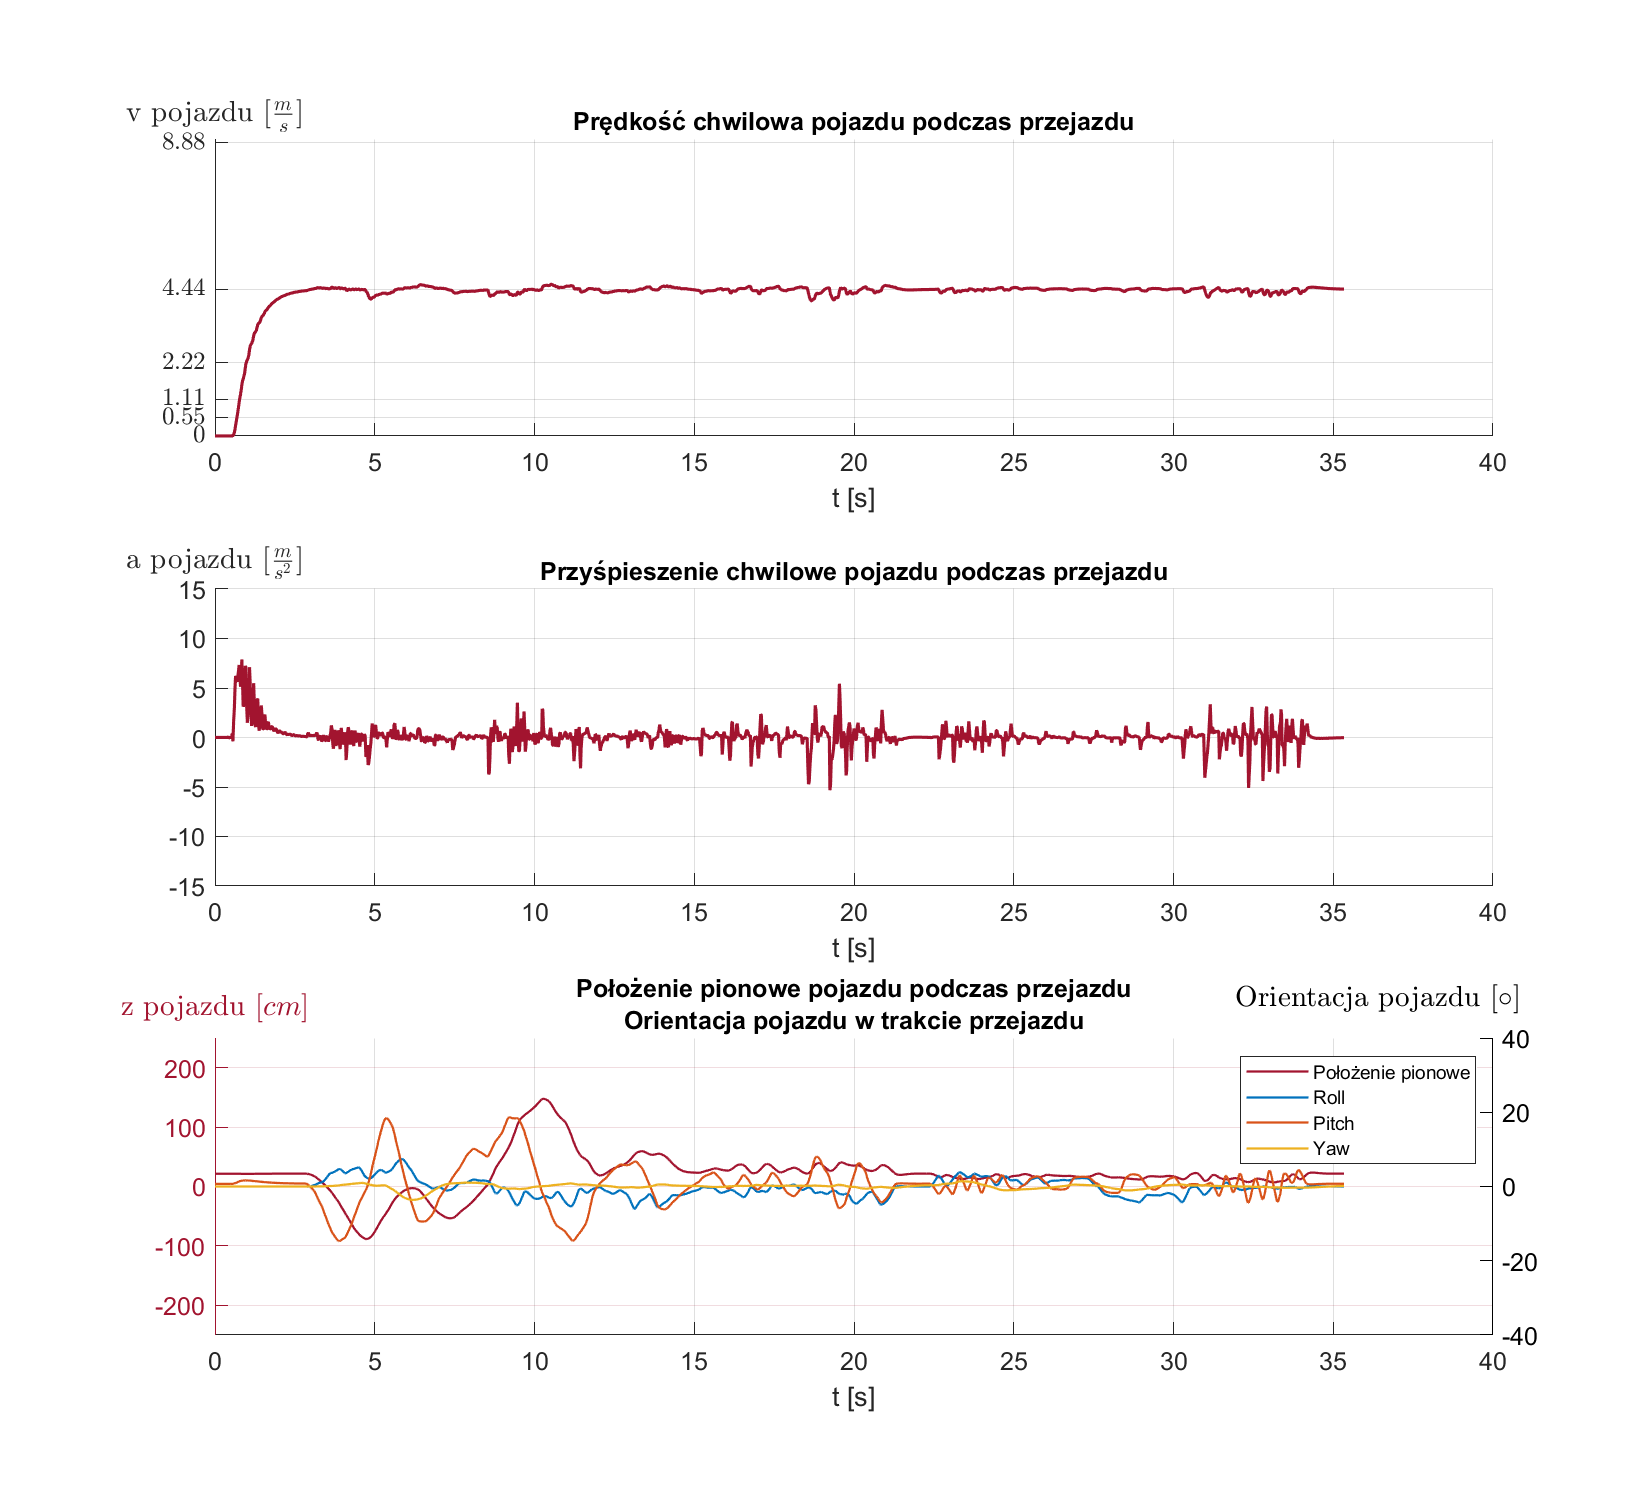 v pojazdu [m/s]
Prędkość chwilowa pojazdu podczas przejazdu
8.88
4.44
2.22
1.11
0.55
0
0 5 10 15 20 25 30 35 40
t [s]
a pojazdu [m/s²]
Przyśpieszenie chwilowe pojazdu podczas przejazdu
15
10
5
0
-5
-10
-15
0 5 10 15 20 25 30 35 40
t [s]
Położenie pionowe pojazdu podczas przejazdu
z pojazdu [cm]
Orientacja pojazdu [∘]
Orientacja pojazdu w trakcie przejazdu
200
100
0
-100
-200
40
20
0
-20
-40
Położenie pionowe
Roll
Pitch
Yaw
0 5 10 15 20 25 30 35 40
t [s]